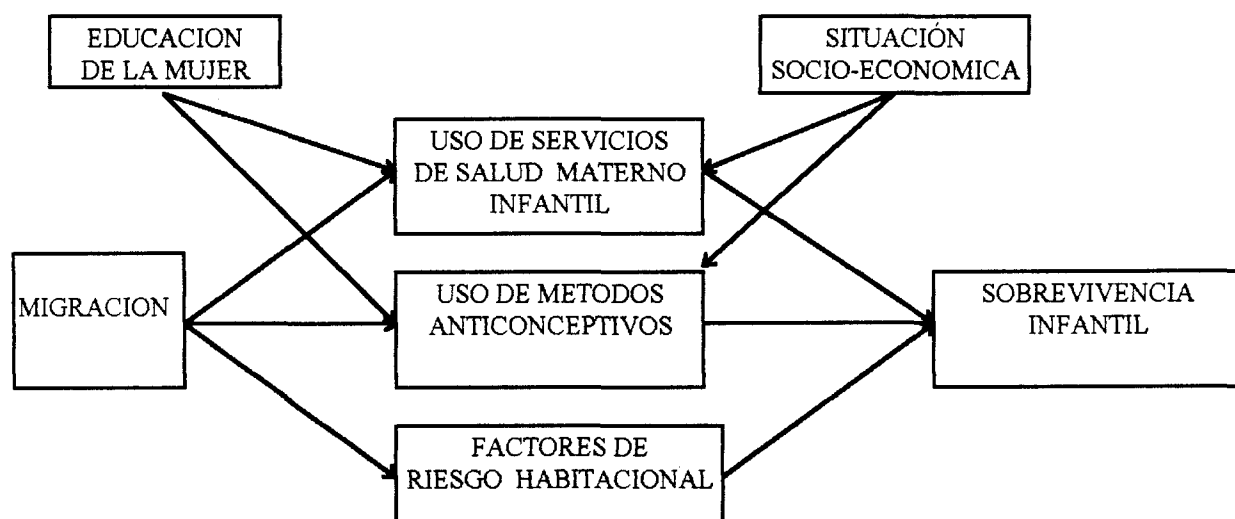 EDUCACION
DE LA MUJER
SITUACIÓN
SOCIO-ECONOMICA
USO DE SERVICIOS
DE SALUD MATERNO
INFANTIL
MIGRACION
USO DE METODOS
ANTICONCEPTIVOS
SOBREVIVENCIA
INFANTIL
FACTORES DE
RIESGO HABITACIONAL